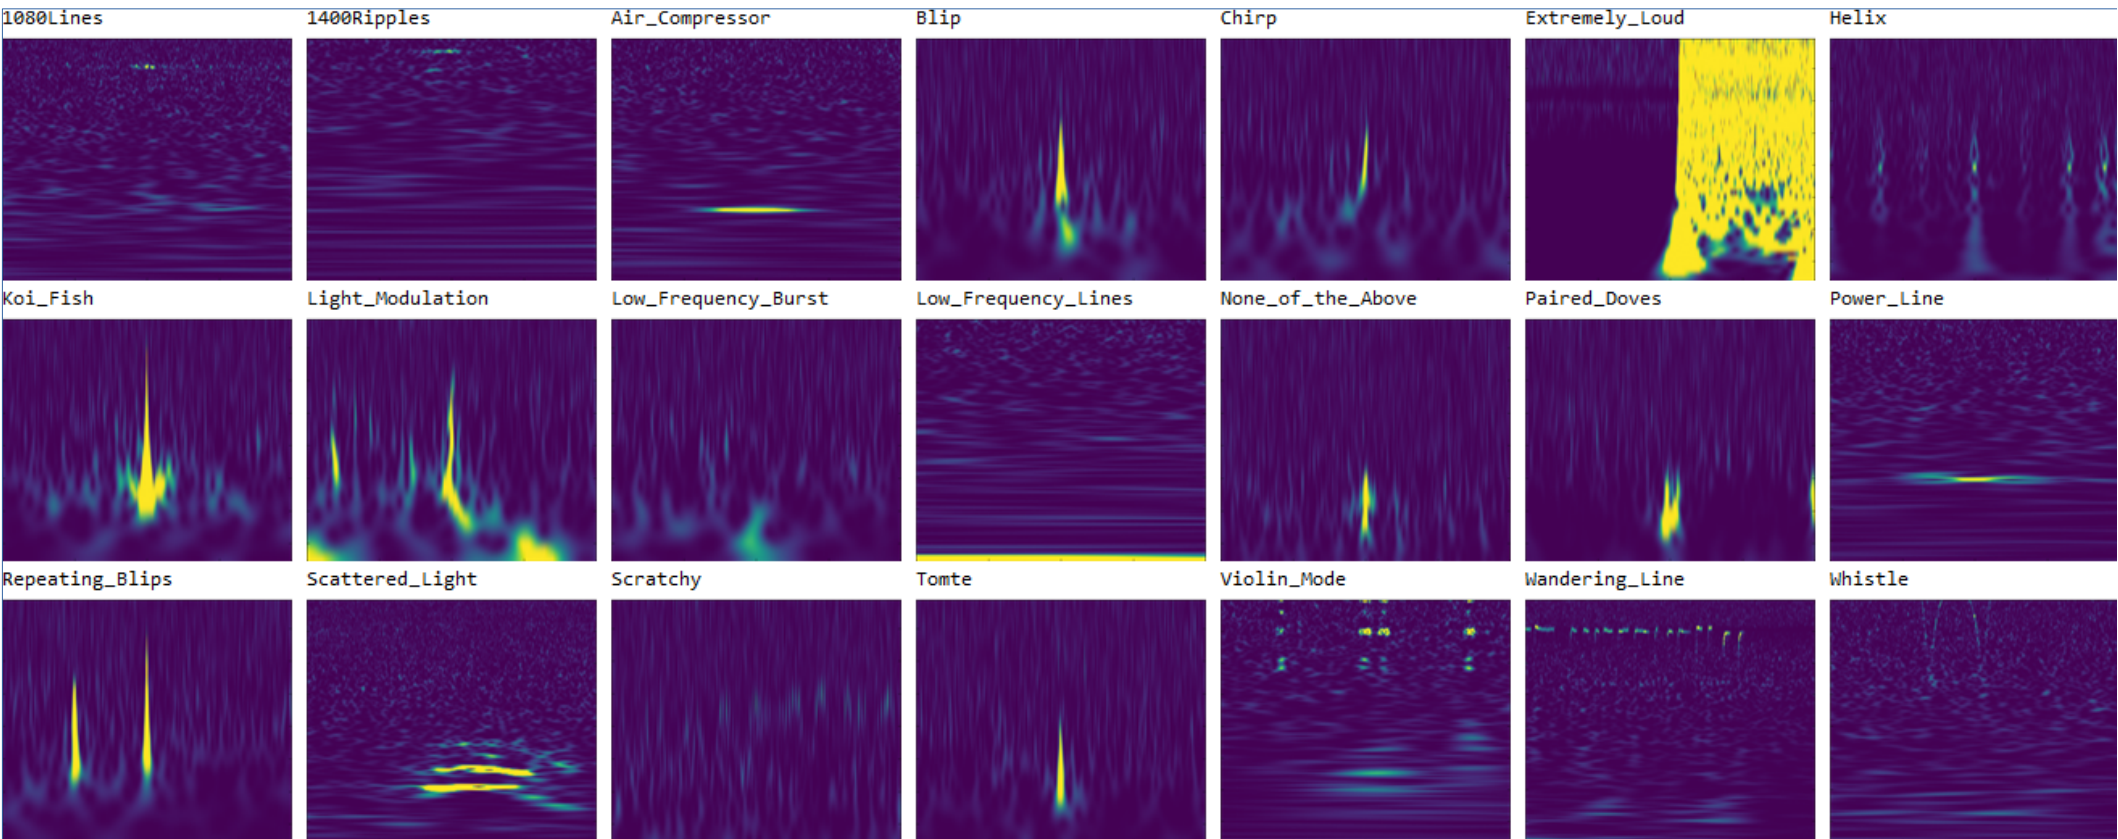 1080Lines 1400Ripples Air_Compressor Blip Chirp Extremely_Loud Helix
Koi_Fish Light_Modulation Low_Frequency_Burst Low_Frequency_Lines None_of_the_Above Paired_Doves Power_Line
Repeating_Blips Scattered_Light Scratchy Tomte Violin_Mode Wandering_Line Whistle